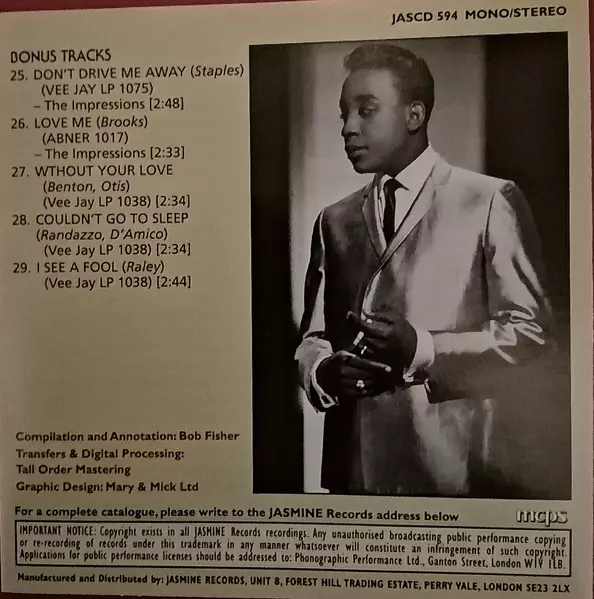 JASCD 594 MONO/STEREO
BONUS TRACKS
25. DON'T DRIVE ME AWAY (Staples)
(VEE JAY LP 1075)
– The Impressions [2:48]
26. LOVE ME (Brooks)
(ABNER 1017)
– The Impressions [2:33]
27. WTHOUT YOUR LOVE
(Benton, Otis)
(Vee Jay LP 1038) [2:34]
28. COULDN'T GO TO SLEEP
(Randazzo, D'Amico)
(Vee Jay LP 1038) [2:34]
29. I SEE A FOOL (Raley)
(Vee Jay LP 1038) [2:44]
Compilation and Annotation: Bob Fisher
Transfers & Digital Processing:
Tall Order Mastering
Graphic Design: Mary & Mick Ltd
For a complete catalogue, please write to the JASMINE Records address below
mcps
IMPORTANT NOTICE: Copyright exists in all JASMINE Records recordings. Any unauthorised broadcasting public performance copying
or re-recording of records under this trademark in any manner whatsoever will constitute an infringement of such copyright.
Applications for public performance licenses should be addressed to: Phonographic Performance Ltd., Ganton Street, London W1V 1LB.
Manufactured and Distributed by: JASMINE RECORDS, UNIT 8, FOREST HILL TRADING ESTATE, PERRY VALE, LONDON SE23 2LX